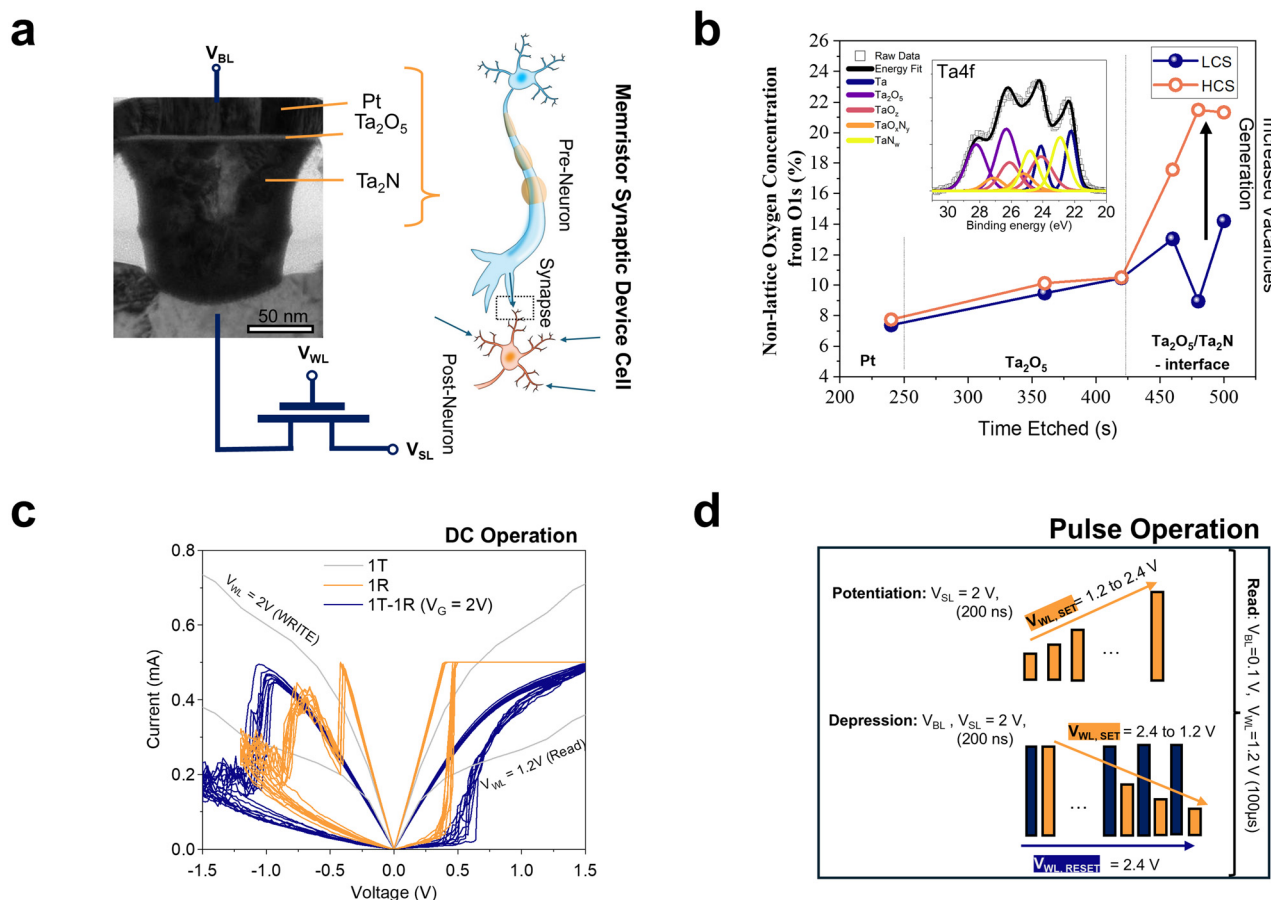 a
V_BL
Pt
Ta₂O₅
Ta₂N
50 nm
V_WL
V_SL
Pre-Neuron
Synapse
Post-Neuron
Memristor Synaptic Device Cell
b
Non-lattice Oxygen Concentration
from O1s (%)
26
24
22
20
18
16
14
12
10
8
6
4
200
250
300
350
400
450
500
Time Etched (s)
Raw Data
Energy Fit
Ta
Ta₂O₅
TaO_z
TaOₓN_y
TaN_w
Ta4f
30
28
26
24
22
20
Binding energy (eV)
LCS
HCS
Pt
Ta₂O₅
Ta₂O₅/Ta₂N
- interface
Increased Vacancies
Generation
c
DC Operation
1T
1R
1T-1R (V_G = 2V)
V_WL = 2V (WRITE)
V_WL = 1.2V (Read)
Current (mA)
0.8
0.6
0.4
0.2
0.0
-1.5
-1.0
-0.5
0.0
0.5
1.0
1.5
Voltage (V)
d
Pulse Operation
Potentiation: V_SL = 2 V,
(200 ns)
V_WL, SET = 1.2 to 2.4 V
...
Depression: V_BL , V_SL = 2 V,
(200 ns)
V_WL, SET = 2.4 to 1.2 V
...
V_WL, RESET = 2.4 V
Read: V_BL=0.1 V, V_WL=1.2 V (100µs)